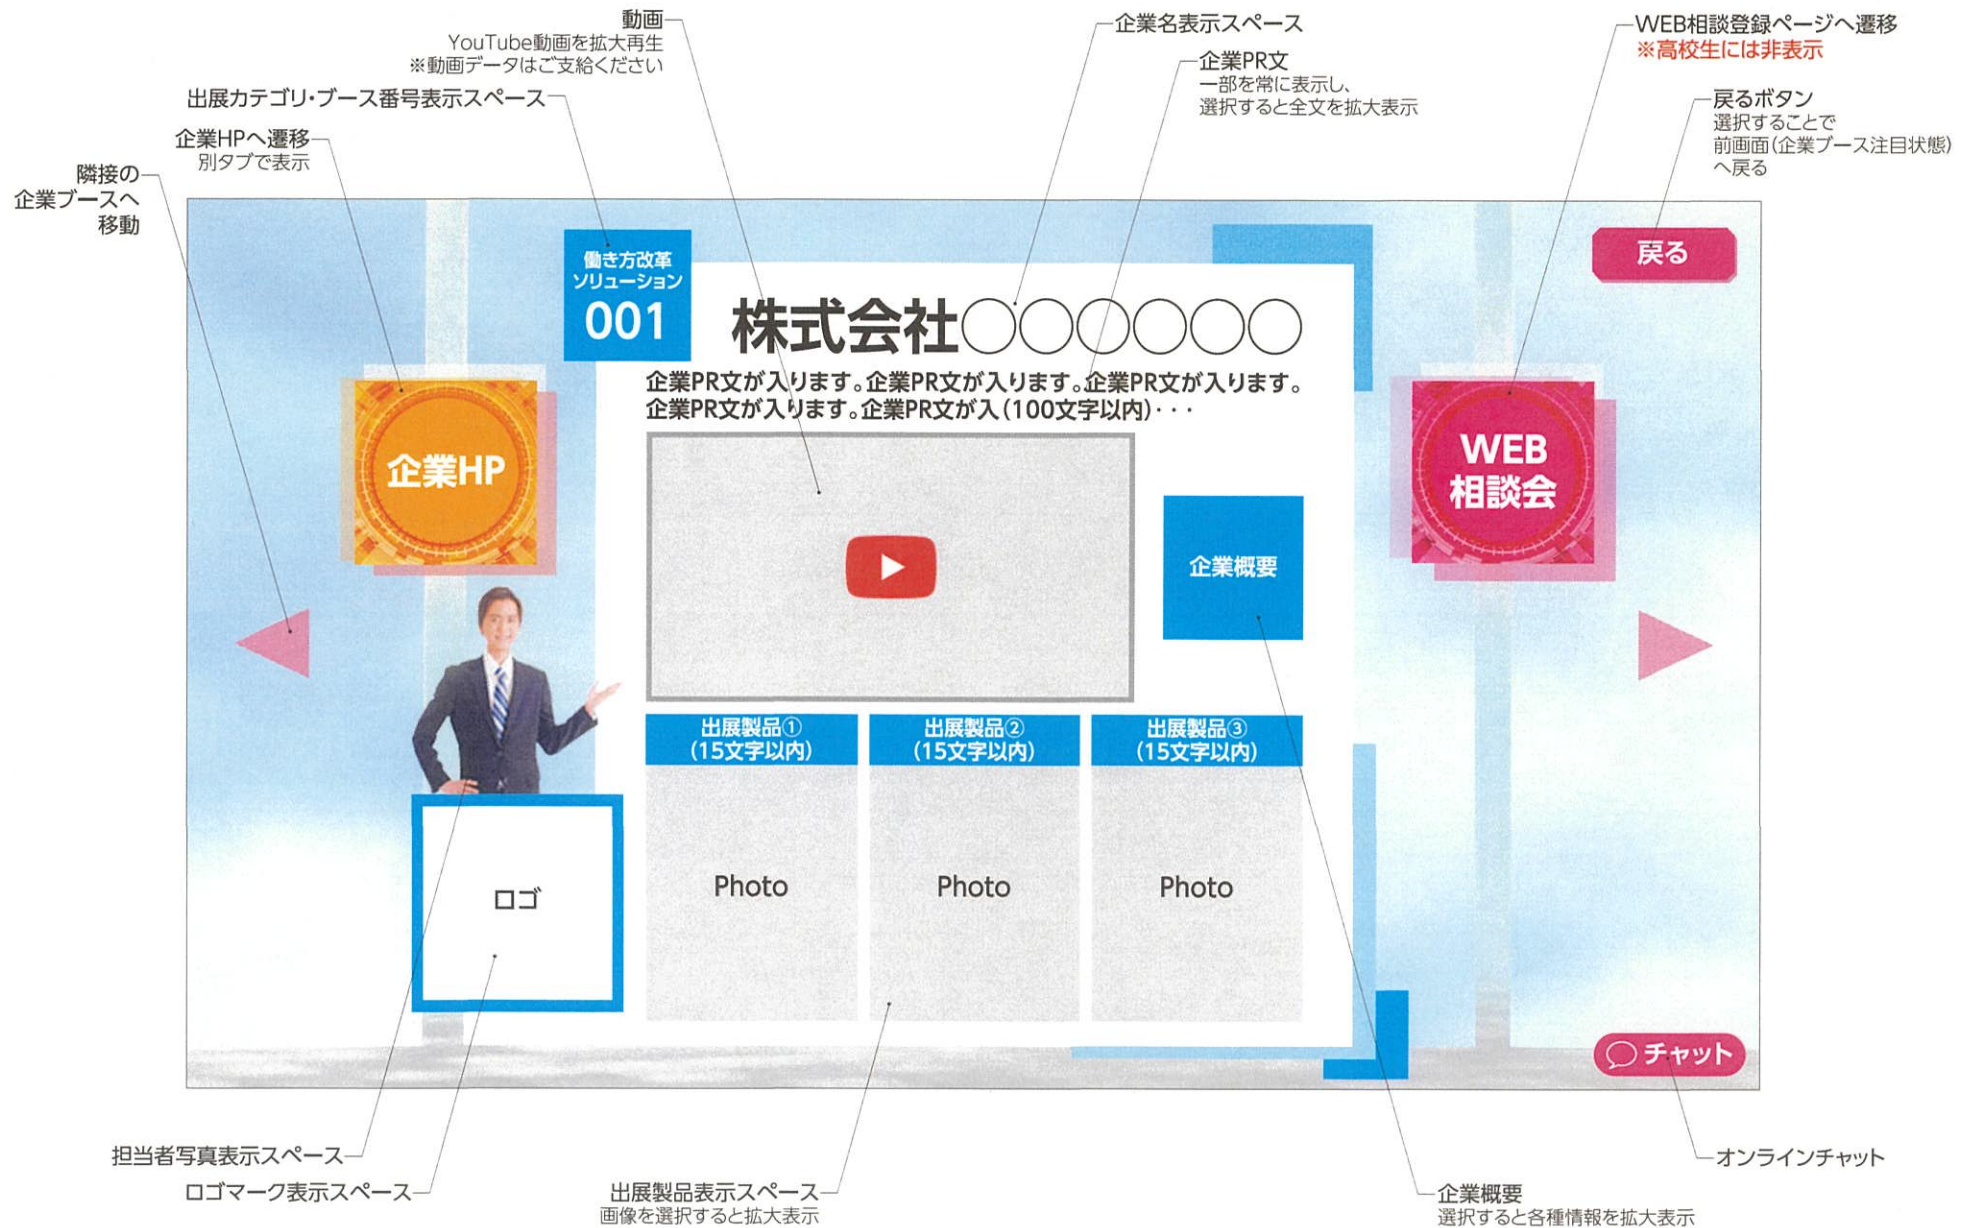 動画
YouTube動画を拡大再生
※動画データはご支給ください
企業名表示スペース
企業PR文
一部を常に表示し、
選択すると全文を拡大表示
WEB相談登録ページへ遷移
※高校生には非表示
戻るボタン
選択することで
前画面(企業ブース注目状態)
へ戻る
出展カテゴリ・ブース番号表示スペース
企業HPへ遷移
別タブで表示
隣接の
企業ブースへ
移動
働き方改革
ソリューション
001
株式会社○○○○○○
戻る
企業PR文が入ります。企業PR文が入ります。企業PR文が入ります。
企業PR文が入ります。企業PR文が入(100文字以内)・・・
企業HP
WEB
相談会
企業概要
出展製品①
(15文字以内)
出展製品②
(15文字以内)
出展製品③
(15文字以内)
Photo
Photo
Photo
ロゴ
チャット
担当者写真表示スペース
ロゴマーク表示スペース
出展製品表示スペース
画像を選択すると拡大表示
企業概要
選択すると各種情報を拡大表示
オンラインチャット